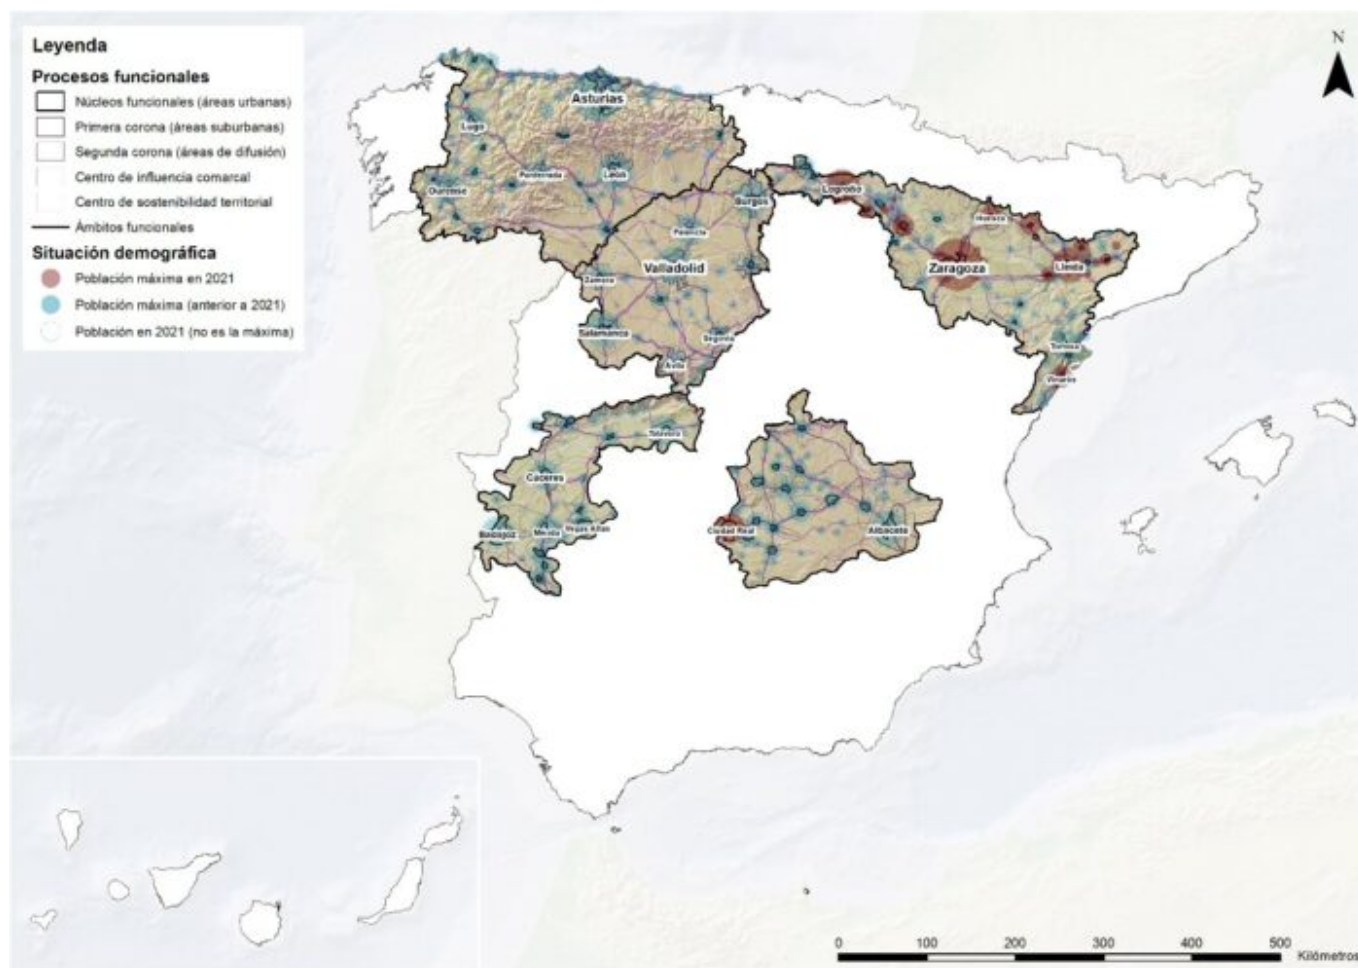 Leyenda
Procesos funcionales
Núcleos funcionales (áreas urbanas)
Primera corona (áreas suburbanas)
Segunda corona (áreas de difusión)
Centro de influencia comarcal
Centro de sostenibilidad territorial
Ámbitos funcionales
Situación demográfica
Población máxima en 2021
Población máxima (anterior a 2021)
Población en 2021 (no es la máxima)
N
Asturias
Lugo
Ponferrada
León
Ourense
Burgos
Logroño
Palencia
Huesca
Valladolid
Zaragoza
Lleida
Zamora
Salamanca
Segovia
Ávila
Tortosa
Vinaròs
Talavera
Cáceres
Badajoz
Mérida
Vegas Altas
Ciudad Real
Albacete
0 100 200 300 400 500
Kilómetros